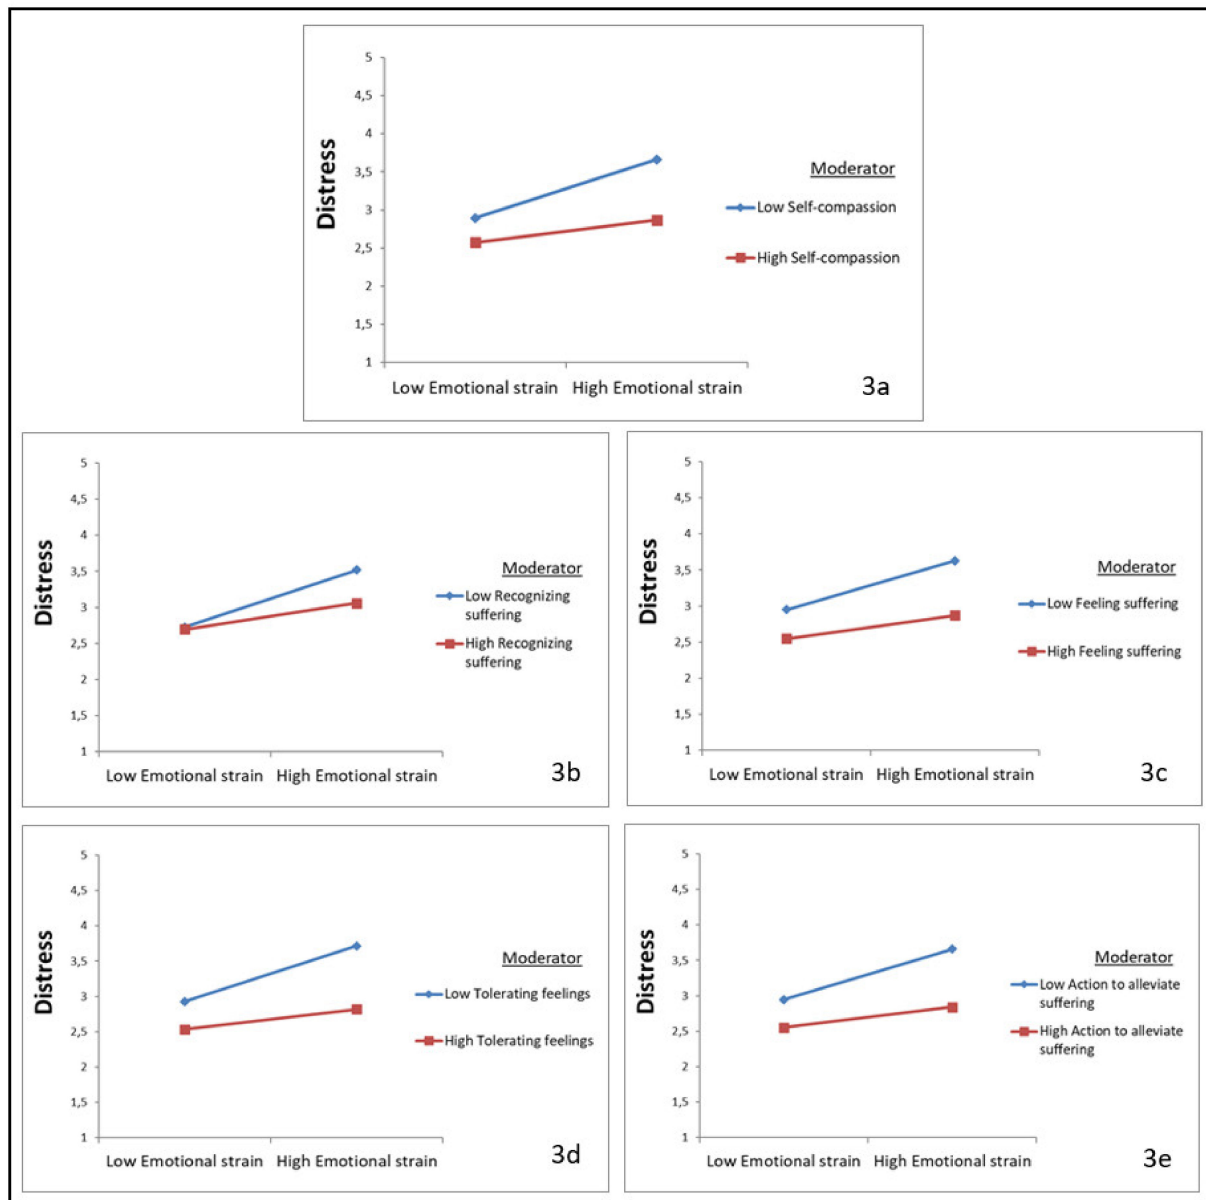 5
4,5
4
3,5
3
2,5
2
1,5
1
Distress
Low Emotional strain High Emotional strain
Moderator
Low Self-compassion
High Self-compassion
3a
5
4,5
4
3,5
3
2,5
2
1,5
1
Distress
Low Emotional strain High Emotional strain
Moderator
Low Recognizing
suffering
High Recognizing
suffering
3b
5
4,5
4
3,5
3
2,5
2
1,5
1
Distress
Low Emotional strain High Emotional strain
Moderator
Low Feeling suffering
High Feeling suffering
3c
5
4,5
4
3,5
3
2,5
2
1,5
1
Distress
Low Emotional strain High Emotional strain
Moderator
Low Tolerating feelings
High Tolerating feelings
3d
5
4,5
4
3,5
3
2,5
2
1,5
1
Distress
Low Emotional strain High Emotional strain
Moderator
Low Action to alleviate
suffering
High Action to alleviate
suffering
3e